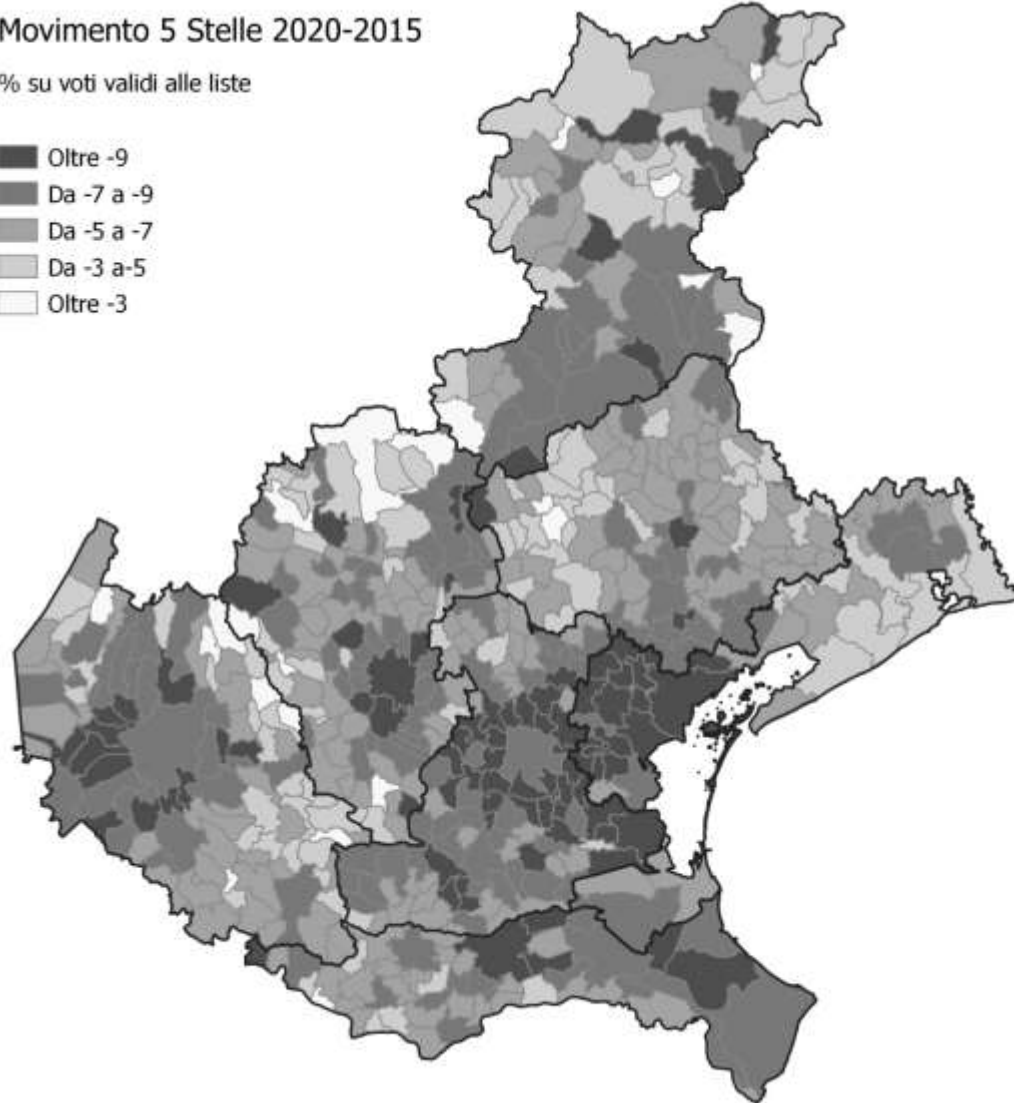 Movimento 5 Stelle 2020-2015
% su voti validi alle liste
Oltre -9
Da -7 a -9
Da -5 a -7
Da -3 a-5
Oltre -3